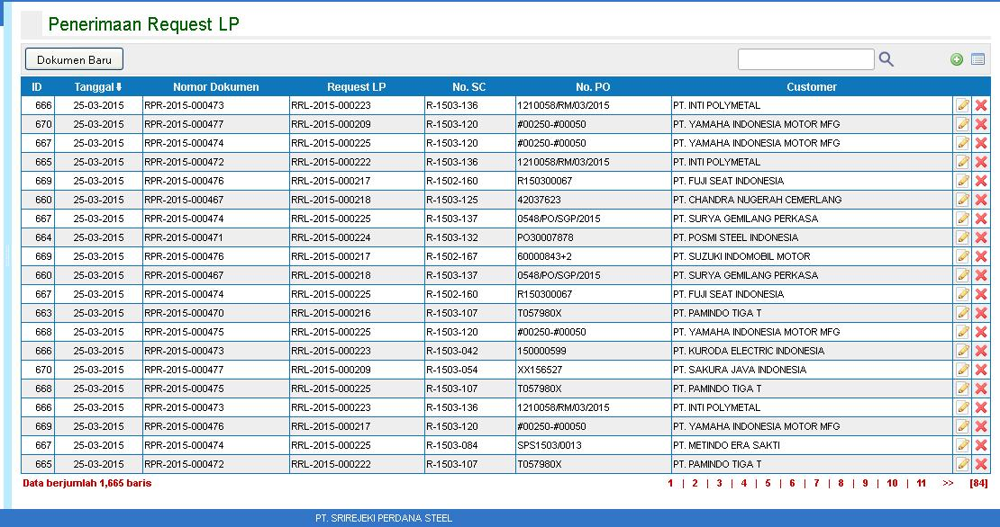 Penerimaan Request LP
Dokumen Baru
ID Tanggal Nomor Dokumen Request LP No. SC No. PO Customer
666 25-03-2015 RPR-2015-000473 RRL-2015-000223 R-1503-136 1210058/RM/03/2015 PT. INTI POLYMETAL
670 25-03-2015 RPR-2015-000477 RRL-2015-000209 R-1503-120 #00250-#00050 PT. YAMAHA INDONESIA MOTOR MFG
667 25-03-2015 RPR-2015-000474 RRL-2015-000225 R-1503-120 #00250-#00050 PT. YAMAHA INDONESIA MOTOR MFG
665 25-03-2015 RPR-2015-000472 RRL-2015-000222 R-1503-136 1210058/RM/03/2015 PT. INTI POLYMETAL
669 25-03-2015 RPR-2015-000476 RRL-2015-000217 R-1502-160 R150300067 PT. FUJI SEAT INDONESIA
660 25-03-2015 RPR-2015-000467 RRL-2015-000218 R-1503-125 42037623 PT. CHANDRA NUGERAH CEMERLANG
667 25-03-2015 RPR-2015-000474 RRL-2015-000225 R-1503-137 0548/PO/SGP/2015 PT. SURYA GEMILANG PERKASA
664 25-03-2015 RPR-2015-000471 RRL-2015-000224 R-1503-132 PO30007878 PT. POSMI STEEL INDONESIA
669 25-03-2015 RPR-2015-000476 RRL-2015-000217 R-1502-167 60000843+2 PT. SUZUKI INDOMOBIL MOTOR
660 25-03-2015 RPR-2015-000467 RRL-2015-000218 R-1503-137 0548/PO/SGP/2015 PT. SURYA GEMILANG PERKASA
667 25-03-2015 RPR-2015-000474 RRL-2015-000225 R-1502-160 R150300067 PT. FUJI SEAT INDONESIA
663 25-03-2015 RPR-2015-000470 RRL-2015-000216 R-1503-107 T057980X PT. PAMINDO TIGA T
668 25-03-2015 RPR-2015-000475 RRL-2015-000225 R-1503-120 #00250-#00050 PT. YAMAHA INDONESIA MOTOR MFG
666 25-03-2015 RPR-2015-000473 RRL-2015-000223 R-1503-042 150000599 PT. KURODA ELECTRIC INDONESIA
670 25-03-2015 RPR-2015-000477 RRL-2015-000209 R-1503-054 XX156527 PT. SAKURA JAVA INDONESIA
668 25-03-2015 RPR-2015-000475 RRL-2015-000225 R-1503-107 T057980X PT. PAMINDO TIGA T
666 25-03-2015 RPR-2015-000473 RRL-2015-000223 R-1503-136 1210058/RM/03/2015 PT. INTI POLYMETAL
669 25-03-2015 RPR-2015-000476 RRL-2015-000217 R-1503-120 #00250-#00050 PT. YAMAHA INDONESIA MOTOR MFG
667 25-03-2015 RPR-2015-000474 RRL-2015-000225 R-1503-084 SPS1503/0013 PT. METINDO ERA SAKTI
665 25-03-2015 RPR-2015-000472 RRL-2015-000222 R-1503-107 T057980X PT. PAMINDO TIGA T
Data berjumlah 1,665 baris 1 | 2 | 3 | 4 | 5 | 6 | 7 | 8 | 9 | 10 | 11 >> [84]
PT. SRIREJEKI PERDANA STEEL